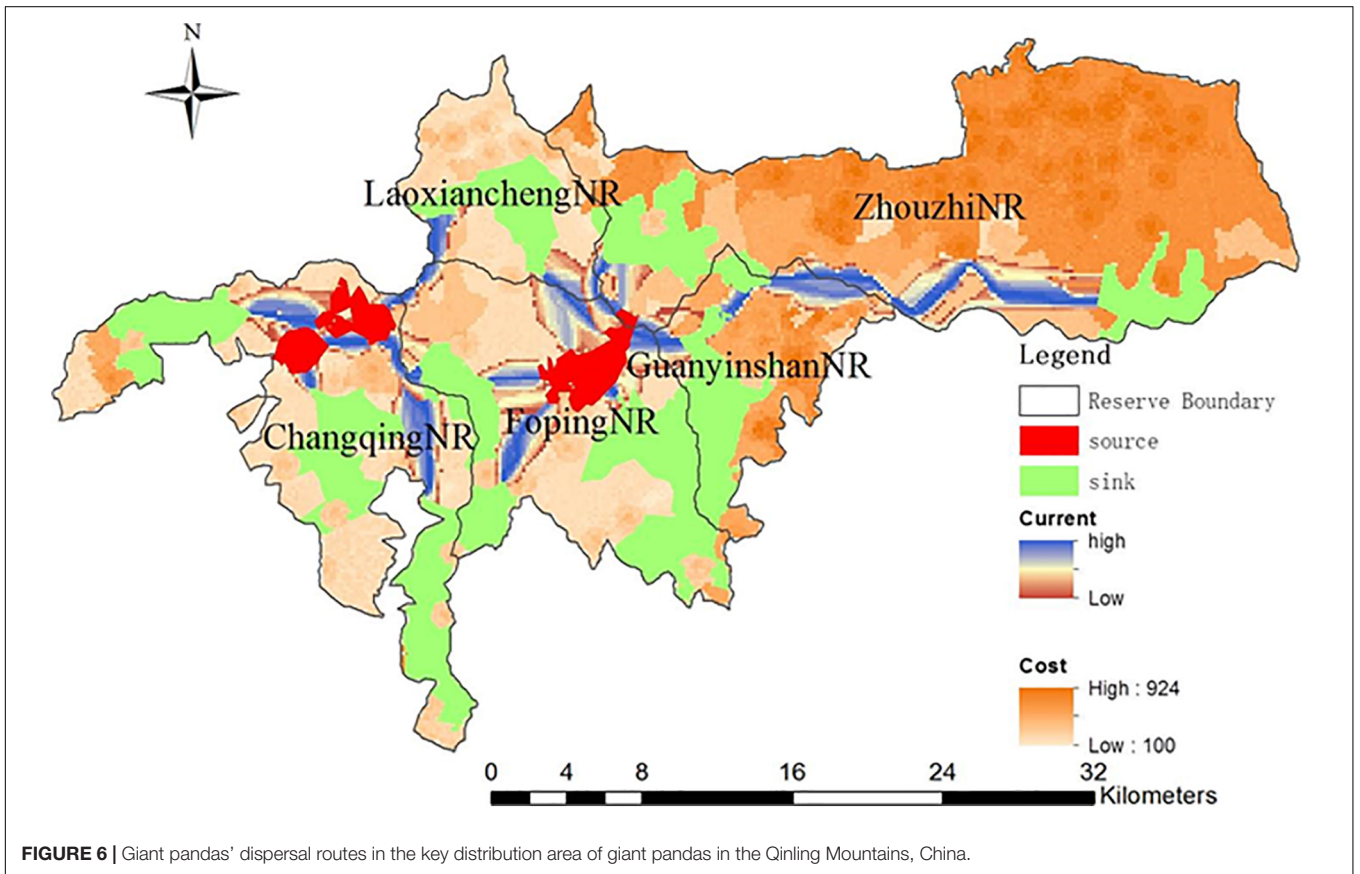 N
LaoxianchengNR
ZhouzhiNR
GuanyinshanNR
FopingNR
ChangqingNR
Legend
Reserve Boundary
source
sink
Current
high
Low
Cost
High : 924
Low : 100
0 4 8 16 24 32
Kilometers
FIGURE 6 | Giant pandas’ dispersal routes in the key distribution area of giant pandas in the Qinling Mountains, China.